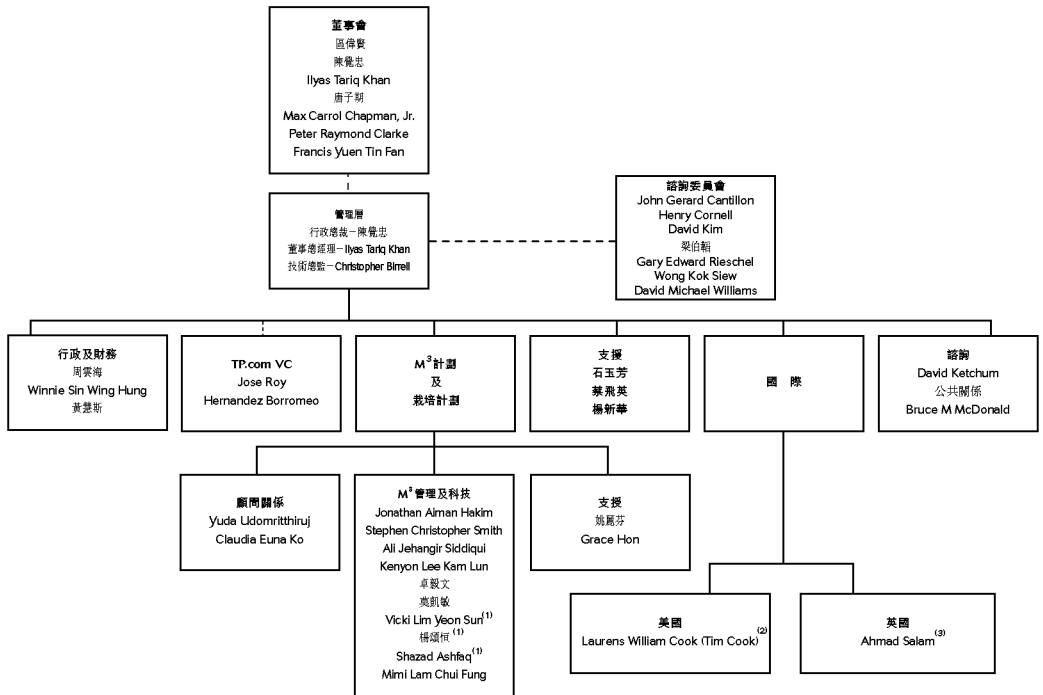 董事會
區偉賢
陳覺忠
Ilyas Tariq Khan
唐子期
Max Carrol Chapman, Jr.
Peter Raymond Clarke
Francis Yuen Tin Fan
管理層
行政總裁－陳覺忠
董事總經理－Ilyas Tariq Khan
技術總監－Christopher Birrell
諮詢委員會
John Gerard Cantillon
Henry Cornell
David Kim
梁伯韜
Gary Edward Rieschel
Wong Kok Siew
David Michael Williams
行政及財務
周雲海
Winnie Sin Wing Hung
黃慧斯
TP.com VC
Jose Roy
Hernandez Borromeo
M³計劃
及
栽培計劃
支援
石玉芳
蔡飛英
楊新華
國 際
諮詢
David Ketchum
公共關係
Bruce M McDonald
顧問關係
Yuda Udomritthiruj
Claudia Euna Ko
M³管理及科技
Jonathan Aiman Hakim
Stephen Christopher Smith
Ali Jehangir Siddiqui
Kenyon Lee Kam Lun
卓毅文
莫凱敏
Vicki Lim Yeon Sun(1)
楊頌恒(1)
Shazad Ashfaq(1)
Mimi Lam Chui Fung
支援
姚麗芬
Grace Hon
美國
Laurens William Cook (Tim Cook)(2)
英國
Ahmad Salam(3)